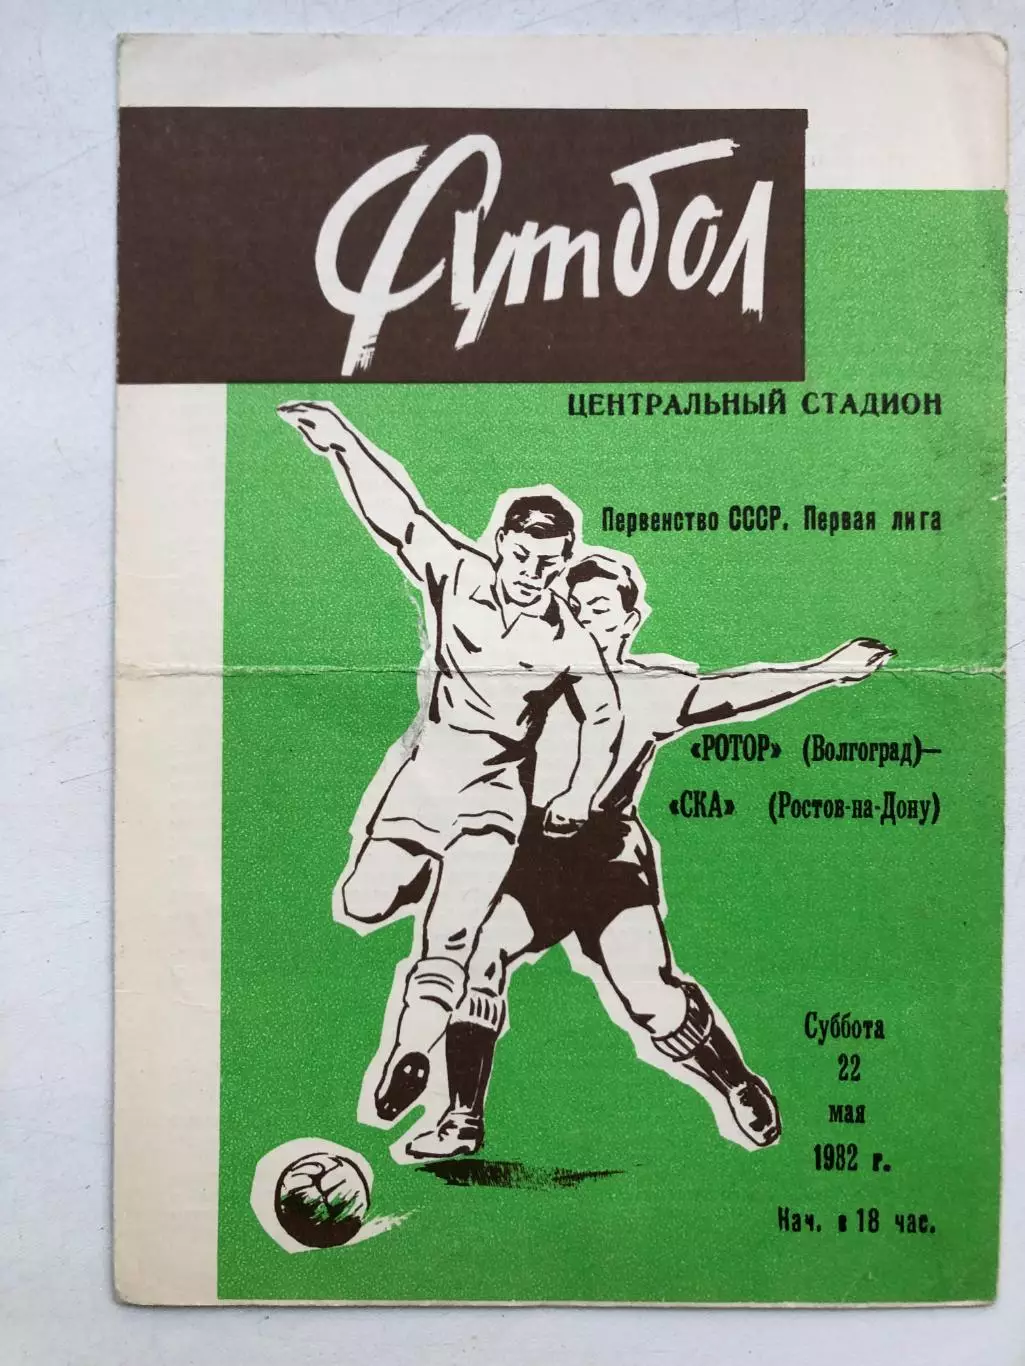 Футбол
ЦЕНТРАЛЬНЫЙ СТАДИОН
Первенство СССР. Первая лига
«РОТОР» (Волгоград)—
«СКА» (Ростов-на-Дону)
Суббота
22
мая
1982 г.
Нач. в 18 час.